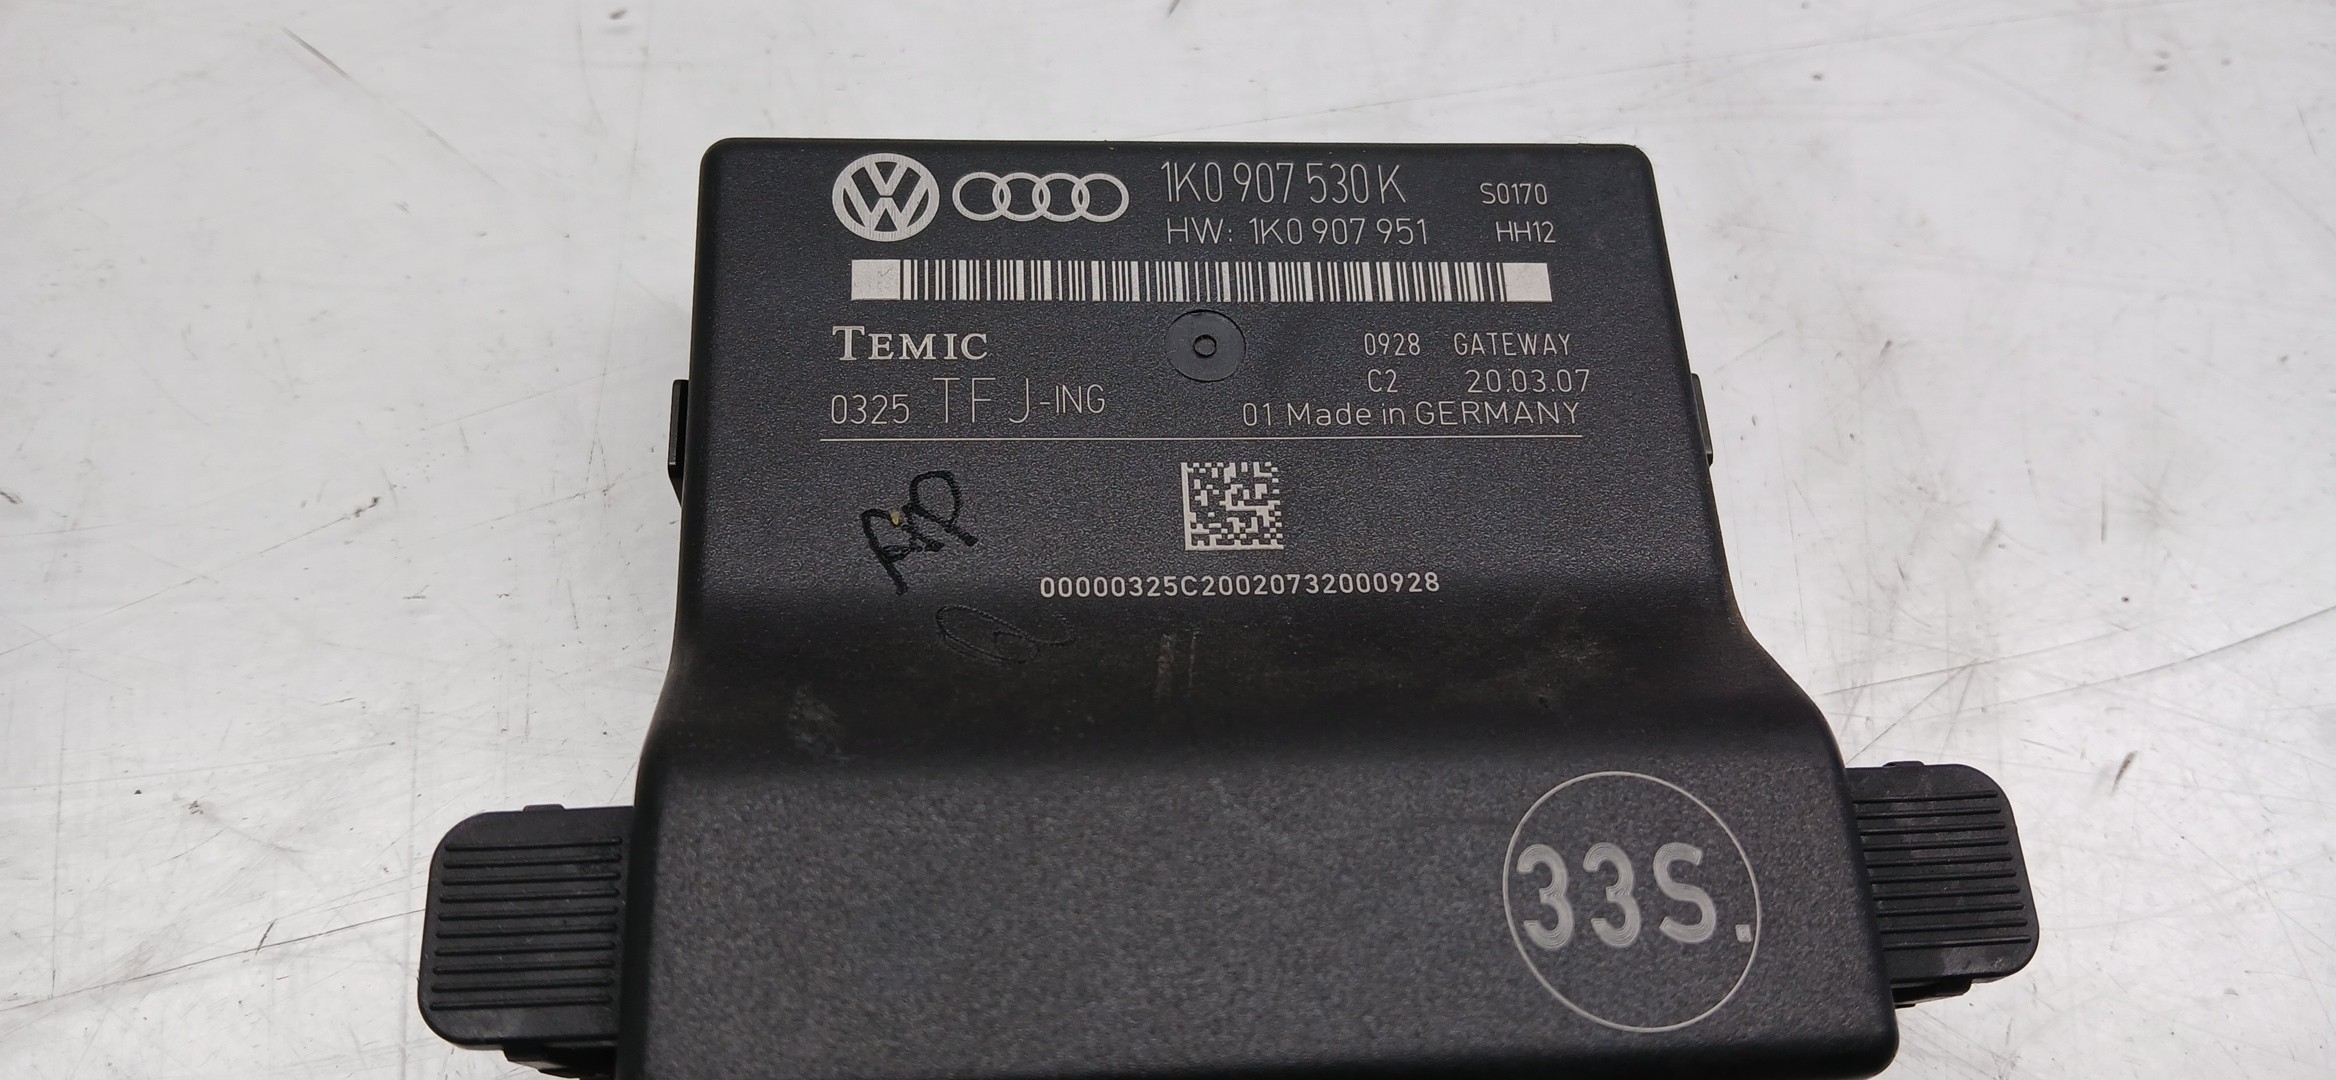 1K0 907 530 K S0170
HW: 1K0 907 951 HH12
TEMIC 0928 GATEWAY
C2 20.03.07
0325 TFJ-ING 01 Made in GERMANY
00000325C20020732000928
33S.